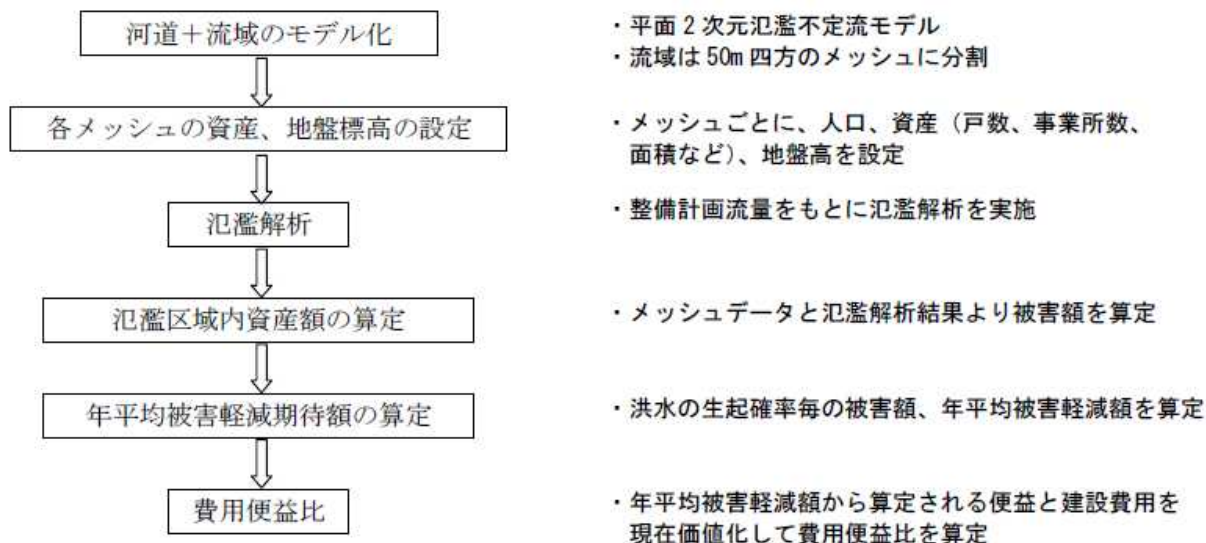 河道＋流域のモデル化
・平面２次元氾濫不定流モデル
・流域は 50m 四方のメッシュに分割
各メッシュの資産、地盤標高の設定
・メッシュごとに、人口、資産（戸数、事業所数、
面積など）、地盤高を設定
氾濫解析
・整備計画流量をもとに氾濫解析を実施
氾濫区域内資産額の算定
・メッシュデータと氾濫解析結果より被害額を算定
年平均被害軽減期待額の算定
・洪水の生起確率毎の被害額、年平均被害軽減額を算定
費用便益比
・年平均被害軽減額から算定される便益と建設費用を
現在価値化して費用便益比を算定